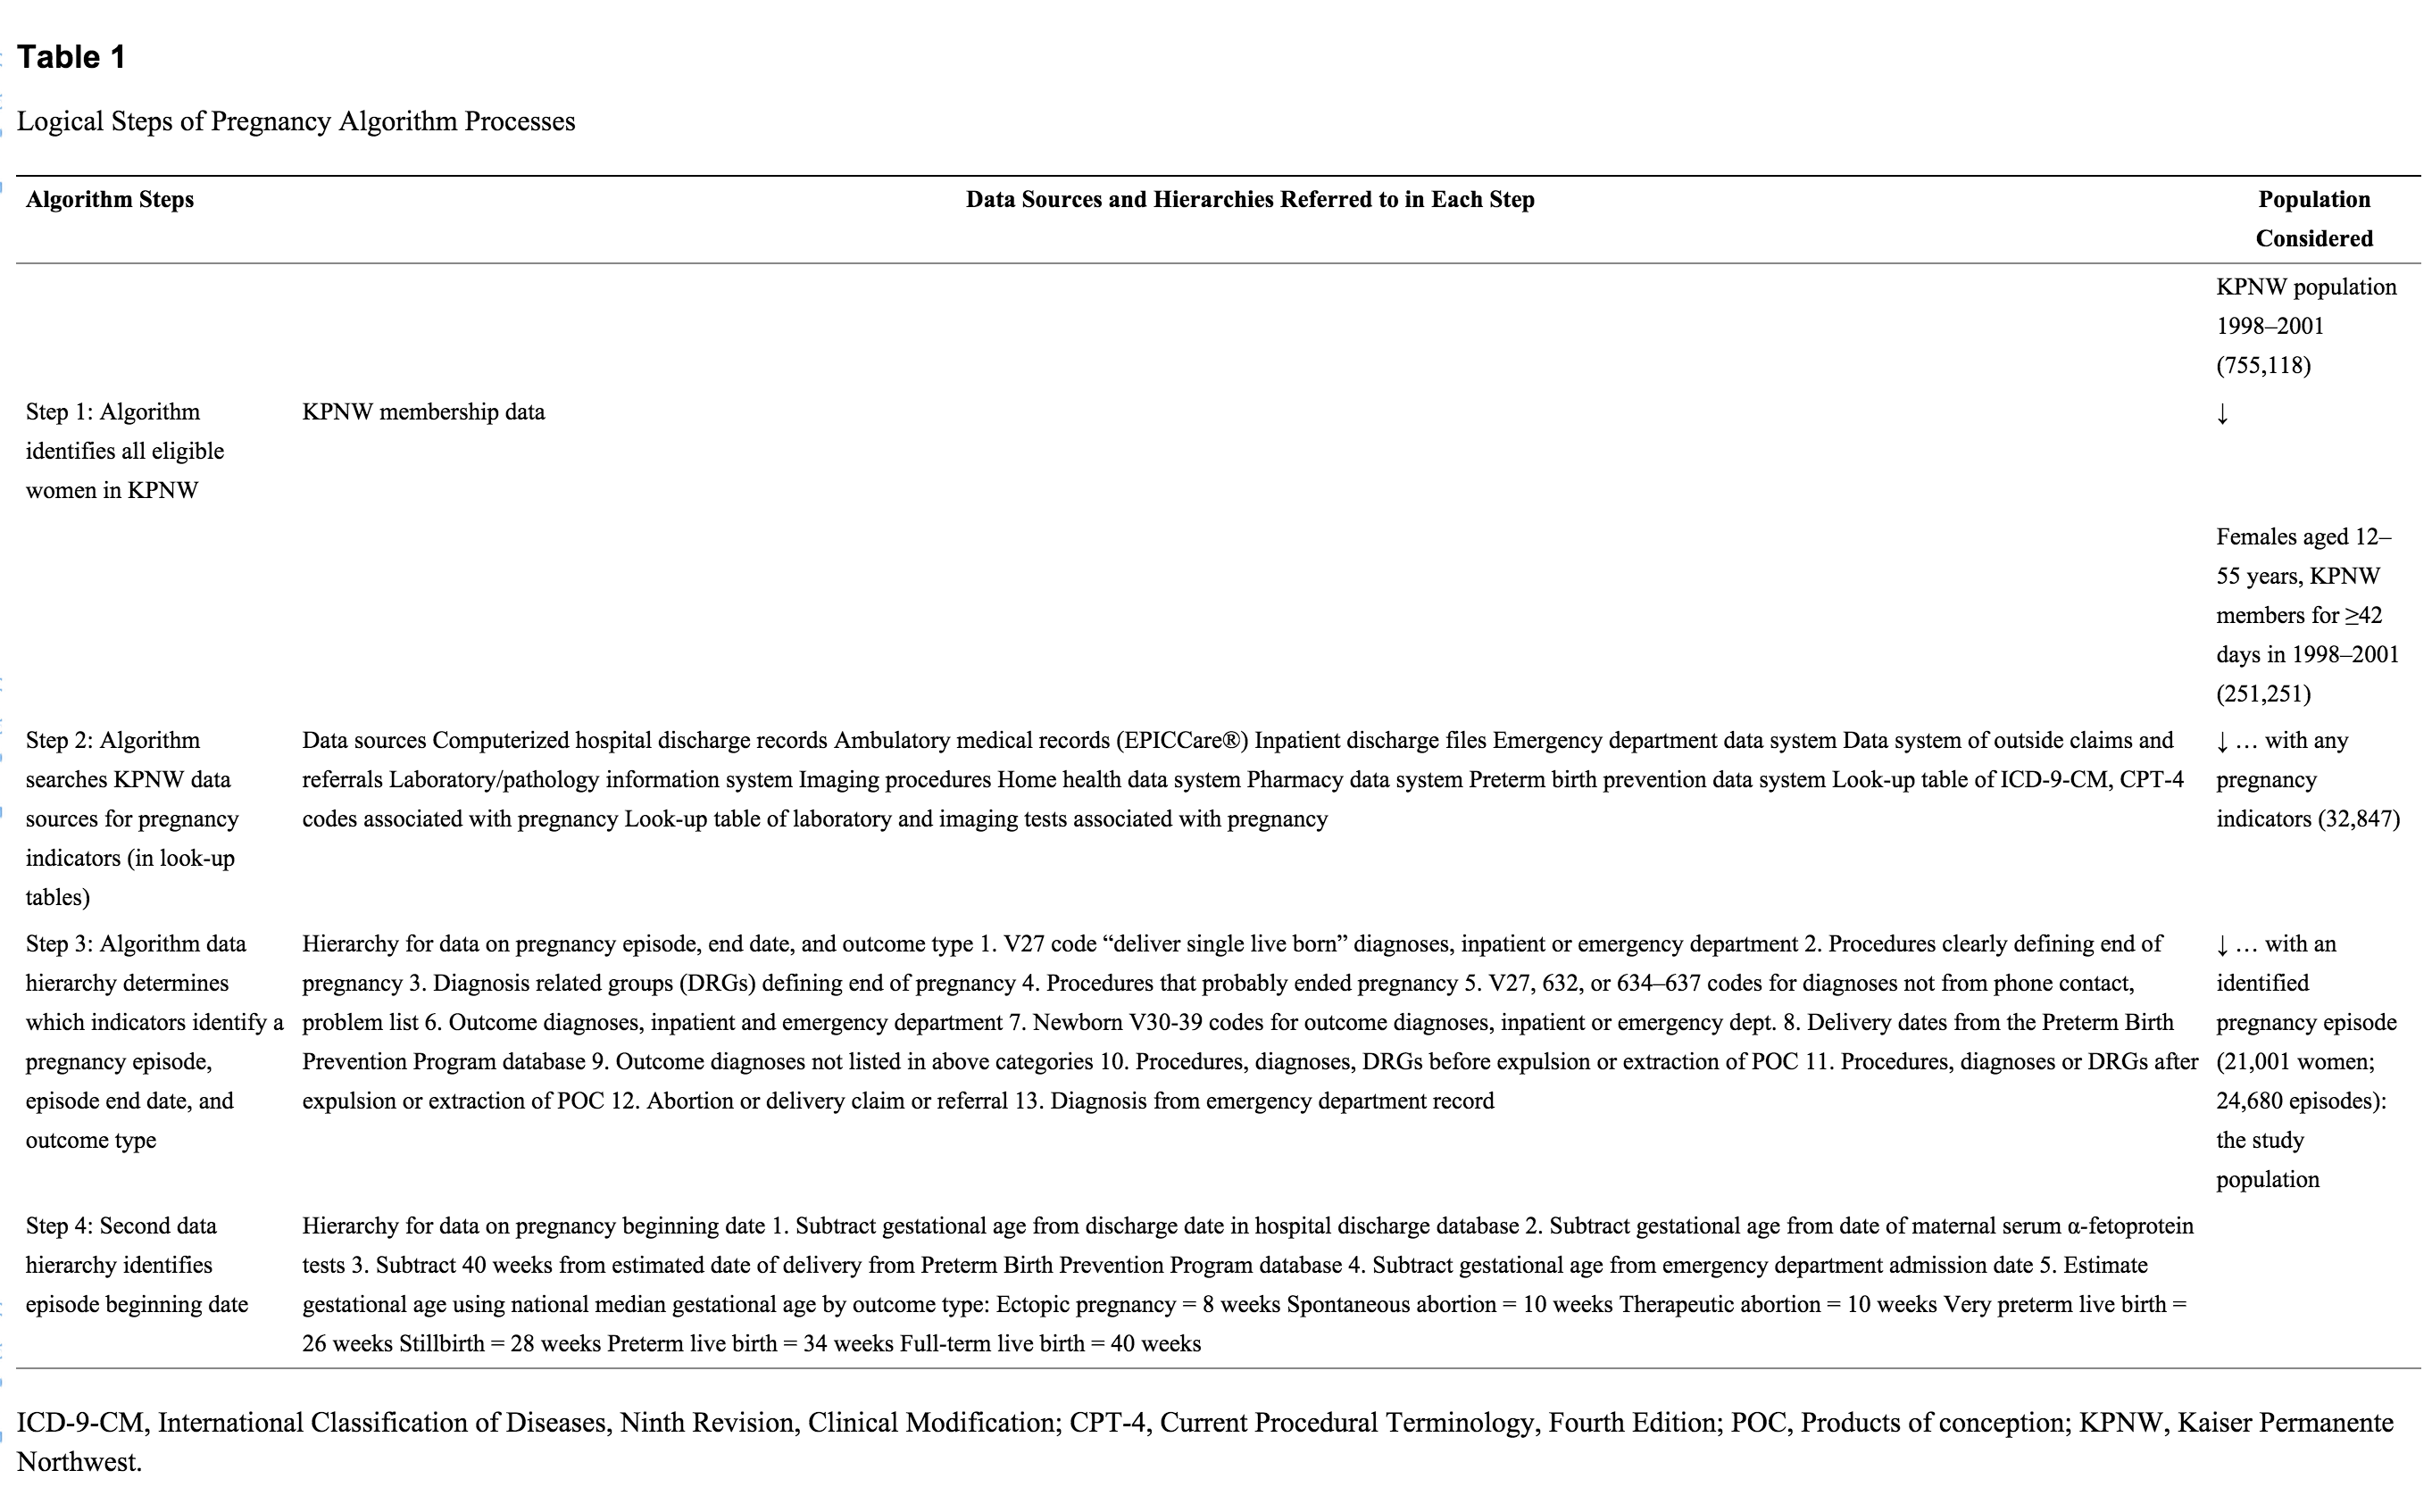 Table 1
Logical Steps of Pregnancy Algorithm Processes
Algorithm Steps
Data Sources and Hierarchies Referred to in Each Step
Population
Considered
KPNW population
1998–2001
(755,118)
Step 1: Algorithm
identifies all eligible
women in KPNW
KPNW membership data
↓
Females aged 12–
55 years, KPNW
members for ≥42
days in 1998–2001
(251,251)
Step 2: Algorithm
searches KPNW data
sources for pregnancy
indicators (in look-up
tables)
Data sources Computerized hospital discharge records Ambulatory medical records (EPICCare®) Inpatient discharge files Emergency department data system Data system of outside claims and
referrals Laboratory/pathology information system Imaging procedures Home health data system Pharmacy data system Preterm birth prevention data system Look-up table of ICD-9-CM, CPT-4
codes associated with pregnancy Look-up table of laboratory and imaging tests associated with pregnancy
↓ … with any
pregnancy
indicators (32,847)
Step 3: Algorithm data
hierarchy determines
which indicators identify a
pregnancy episode,
episode end date, and
outcome type
Hierarchy for data on pregnancy episode, end date, and outcome type 1. V27 code “deliver single live born” diagnoses, inpatient or emergency department 2. Procedures clearly defining end of
pregnancy 3. Diagnosis related groups (DRGs) defining end of pregnancy 4. Procedures that probably ended pregnancy 5. V27, 632, or 634–637 codes for diagnoses not from phone contact,
problem list 6. Outcome diagnoses, inpatient and emergency department 7. Newborn V30-39 codes for outcome diagnoses, inpatient or emergency dept. 8. Delivery dates from the Preterm Birth
Prevention Program database 9. Outcome diagnoses not listed in above categories 10. Procedures, diagnoses, DRGs before expulsion or extraction of POC 11. Procedures, diagnoses or DRGs after
expulsion or extraction of POC 12. Abortion or delivery claim or referral 13. Diagnosis from emergency department record
↓ … with an
identified
pregnancy episode
(21,001 women;
24,680 episodes):
the study
population
Step 4: Second data
hierarchy identifies
episode beginning date
Hierarchy for data on pregnancy beginning date 1. Subtract gestational age from discharge date in hospital discharge database 2. Subtract gestational age from date of maternal serum α-fetoprotein
tests 3. Subtract 40 weeks from estimated date of delivery from Preterm Birth Prevention Program database 4. Subtract gestational age from emergency department admission date 5. Estimate
gestational age using national median gestational age by outcome type: Ectopic pregnancy = 8 weeks Spontaneous abortion = 10 weeks Therapeutic abortion = 10 weeks Very preterm live birth =
26 weeks Stillbirth = 28 weeks Preterm live birth = 34 weeks Full-term live birth = 40 weeks
ICD-9-CM, International Classification of Diseases, Ninth Revision, Clinical Modification; CPT-4, Current Procedural Terminology, Fourth Edition; POC, Products of conception; KPNW, Kaiser Permanente
Northwest.